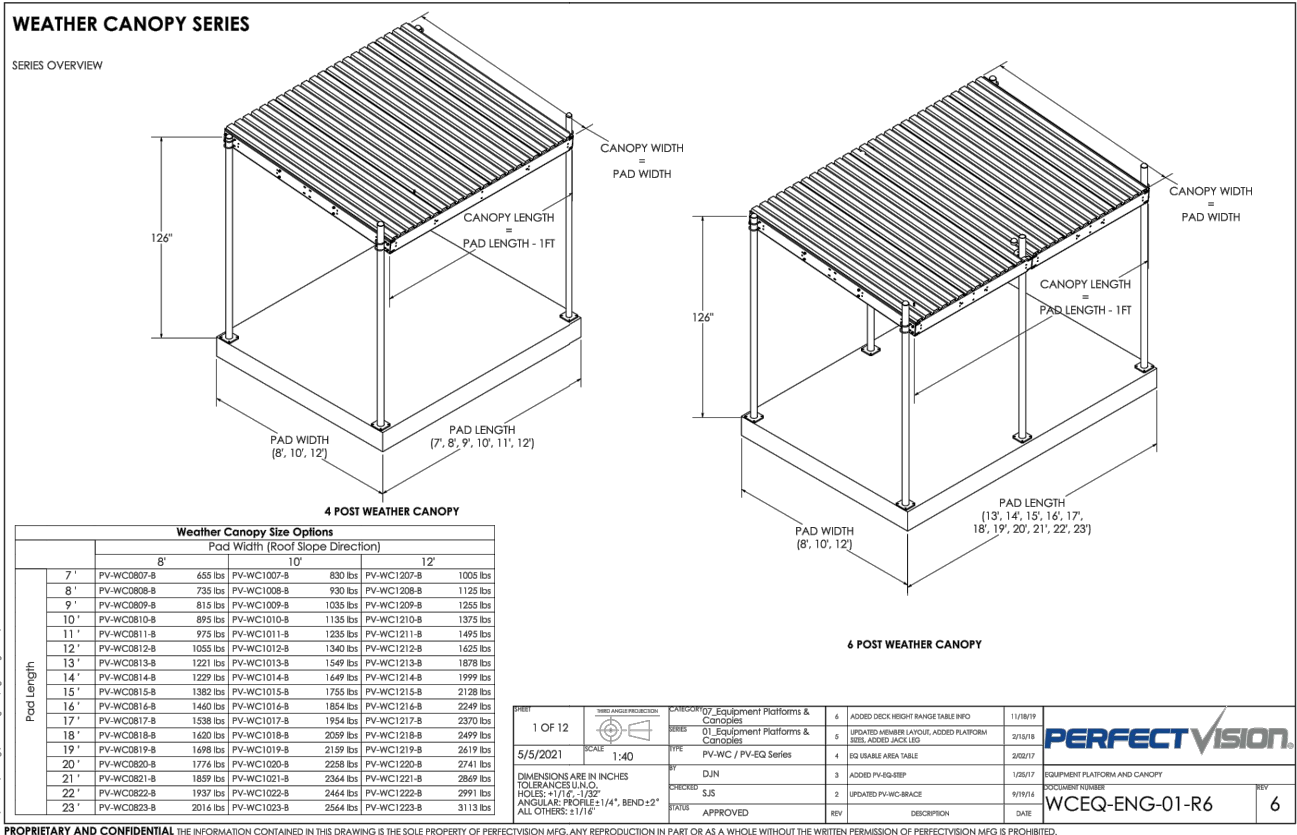 WEATHER CANOPY SERIES
SERIES OVERVIEW
126"
CANOPY WIDTH
=
PAD WIDTH
CANOPY LENGTH
=
PAD LENGTH - 1FT
PAD WIDTH
(8', 10', 12')
PAD LENGTH
(7', 8', 9', 10', 11', 12')
4 POST WEATHER CANOPY
126"
CANOPY WIDTH
=
PAD WIDTH
CANOPY LENGTH
=
PAD LENGTH - 1FT
PAD WIDTH
(8', 10', 12')
PAD LENGTH
(13', 14', 15', 16', 17',
18', 19', 20', 21', 22', 23')
6 POST WEATHER CANOPY
Weather Canopy Size Options
Pad Width (Roof Slope Direction)
8' 10' 12'
Pad Length
7 ' PV-WC0807-B 655 lbs PV-WC1007-B 830 lbs PV-WC1207-B 1005 lbs
8 ' PV-WC0808-B 735 lbs PV-WC1008-B 930 lbs PV-WC1208-B 1125 lbs
9 ' PV-WC0809-B 815 lbs PV-WC1009-B 1035 lbs PV-WC1209-B 1255 lbs
10 ' PV-WC0810-B 895 lbs PV-WC1010-B 1135 lbs PV-WC1210-B 1375 lbs
11 ' PV-WC0811-B 975 lbs PV-WC1011-B 1235 lbs PV-WC1211-B 1495 lbs
12 ' PV-WC0812-B 1055 lbs PV-WC1012-B 1340 lbs PV-WC1212-B 1625 lbs
13 ' PV-WC0813-B 1221 lbs PV-WC1013-B 1549 lbs PV-WC1213-B 1878 lbs
14 ' PV-WC0814-B 1229 lbs PV-WC1014-B 1649 lbs PV-WC1214-B 1999 lbs
15 ' PV-WC0815-B 1382 lbs PV-WC1015-B 1755 lbs PV-WC1215-B 2128 lbs
16 ' PV-WC0816-B 1460 lbs PV-WC1016-B 1854 lbs PV-WC1216-B 2249 lbs
17 ' PV-WC0817-B 1538 lbs PV-WC1017-B 1954 lbs PV-WC1217-B 2370 lbs
18 ' PV-WC0818-B 1620 lbs PV-WC1018-B 2059 lbs PV-WC1218-B 2499 lbs
19 ' PV-WC0819-B 1698 lbs PV-WC1019-B 2159 lbs PV-WC1219-B 2619 lbs
20 ' PV-WC0820-B 1776 lbs PV-WC1020-B 2258 lbs PV-WC1220-B 2741 lbs
21 ' PV-WC0821-B 1859 lbs PV-WC1021-B 2364 lbs PV-WC1221-B 2869 lbs
22 ' PV-WC0822-B 1937 lbs PV-WC1022-B 2464 lbs PV-WC1222-B 2991 lbs
23 ' PV-WC0823-B 2016 lbs PV-WC1023-B 2564 lbs PV-WC1223-B 3113 lbs
SHEET
1 OF 12
THIRD ANGLE PROJECTION
5/5/2021
SCALE
1:40
DIMENSIONS ARE IN INCHES
TOLERANCES U.N.O.
HOLES: +1/16", -1/32"
ANGULAR: PROFILE±1/4°, BEND±2°
ALL OTHERS: ±1/16"
CATEGORY
07_Equipment Platforms &
Canopies
SERIES
01_Equipment Platforms &
Canopies
TYPE
PV-WC / PV-EQ Series
BY
DJN
CHECKED
SJS
STATUS
APPROVED
6 ADDED DECK HEIGHT RANGE TABLE INFO 11/18/19
5 UPDATED MEMBER LAYOUT, ADDED PLATFORM
SIZES, ADDED JACK LEG 2/15/18
4 EQ USABLE AREA TABLE 2/02/17
3 ADDED PV-EQ-STEP 1/25/17
2 UPDATED PV-WC-BRACE 9/19/16
REV DESCRIPTION DATE
PERFECTVISION
EQUIPMENT PLATFORM AND CANOPY
DOCUMENT NUMBER
WCEQ-ENG-01-R6
REV
6
PROPRIETARY AND CONFIDENTIAL THE INFORMATION CONTAINED IN THIS DRAWING IS THE SOLE PROPERTY OF PERFECTVISION MFG. ANY REPRODUCTION IN PART OR AS A WHOLE WITHOUT THE WRITTEN PERMISSION OF PERFECTVISION MFG IS PROHIBITED.